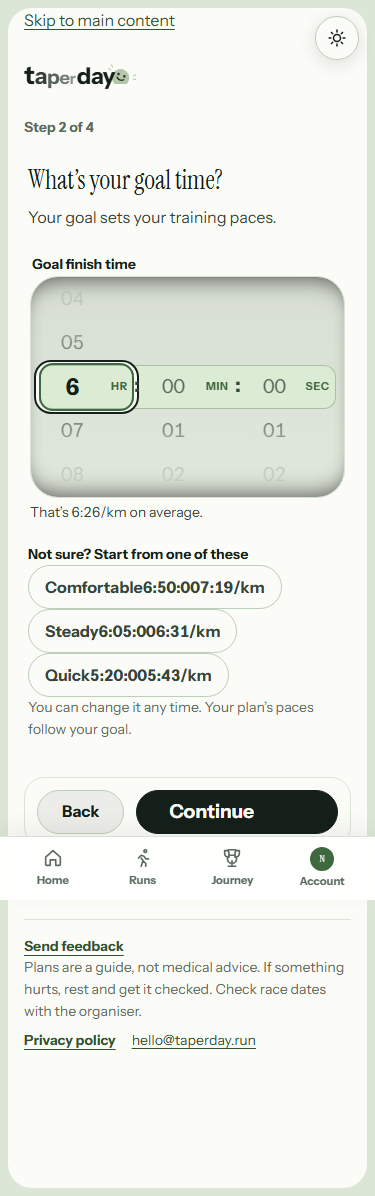 Skip to main content
taperday
Step 2 of 4
What's your goal time?
Your goal sets your training paces.
Goal finish time
04
05
6 HR : 00 MIN : 00 SEC
07 01 01
08 02 02
That's 6:26/km on average.
Not sure? Start from one of these
Comfortable6:50:007:19/km
Steady6:05:006:31/km
Quick5:20:005:43/km
You can change it any time. Your plan's paces
follow your goal.
Back Continue
Home Runs Journey N Account
Send feedback
Plans are a guide, not medical advice. If something
hurts, rest and get it checked. Check race dates
with the organiser.
Privacy policy hello@taperday.run